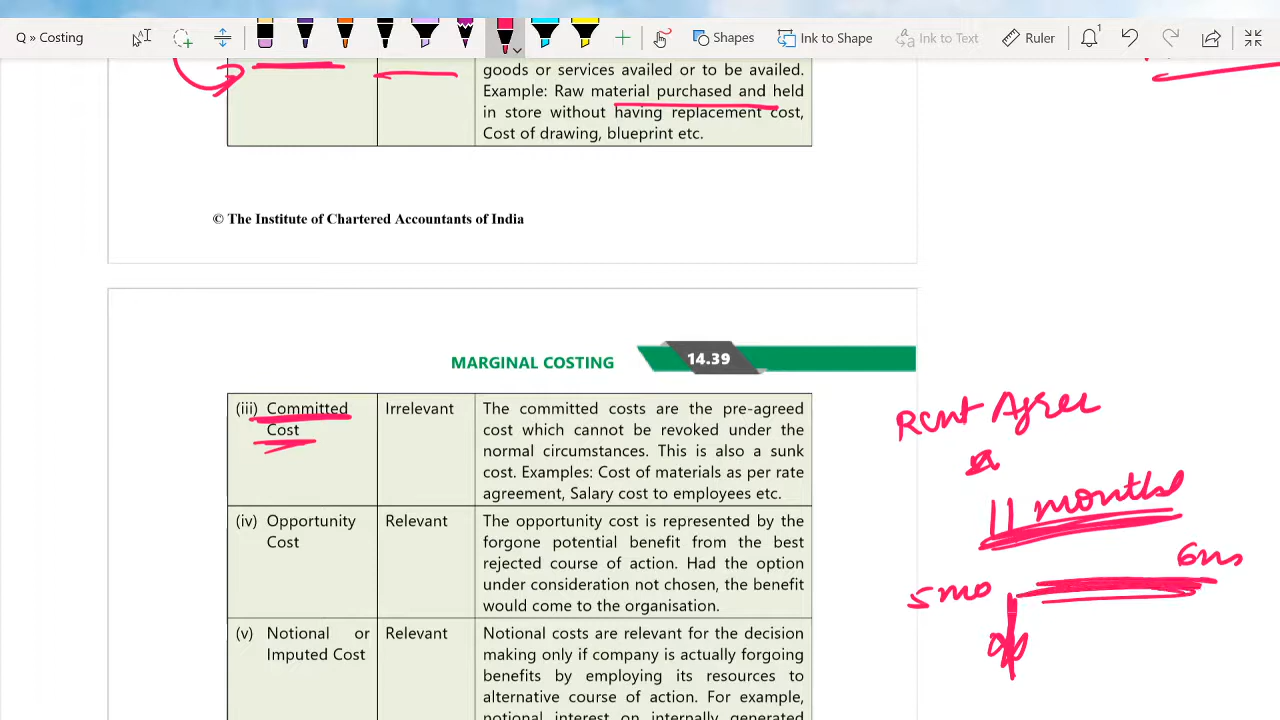 Q » Costing
Shapes
Ink to Shape
Ink to Text
Ruler
goods or services availed or to be availed.
Example: Raw material purchased and held
in store without having replacement cost,
Cost of drawing, blueprint etc.
© The Institute of Chartered Accountants of India
MARGINAL COSTING 14.39
(iii) Committed Cost
Irrelevant
The committed costs are the pre-agreed
cost which cannot be revoked under the
normal circumstances. This is also a sunk
cost. Examples: Cost of materials as per rate
agreement, Salary cost to employees etc.
(iv) Opportunity Cost
Relevant
The opportunity cost is represented by the
forgone potential benefit from the best
rejected course of action. Had the option
under consideration not chosen, the benefit
would come to the organisation.
(v) Notional or Imputed Cost
Relevant
Notional costs are relevant for the decision
making only if company is actually forgoing
benefits by employing its resources to
alternative course of action. For example,
notional interest on internally generated
Rent Agree
11 months
5 mo